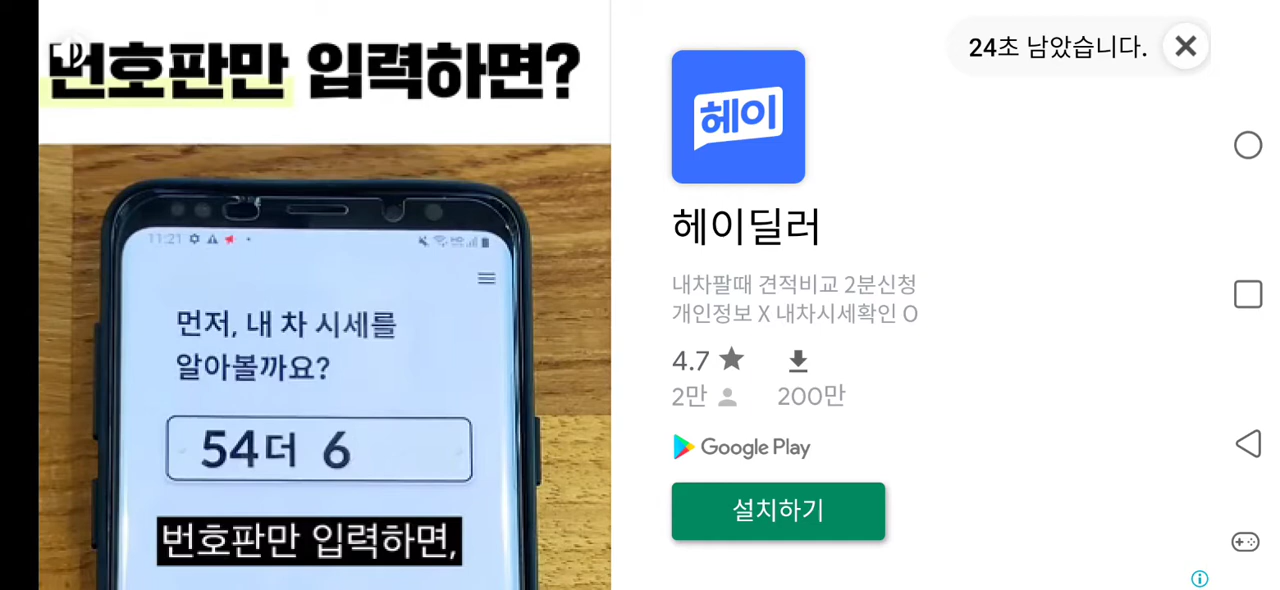 번호판만 입력하면?
11:21
먼저, 내 차 시세를
알아볼까요?
54더 6
번호판만 입력하면,
24초 남았습니다.
헤이
헤이딜러
내차팔때 견적비교 2분신청
개인정보 X 내차시세확인 O
4.7
2만 200만
Google Play
설치하기